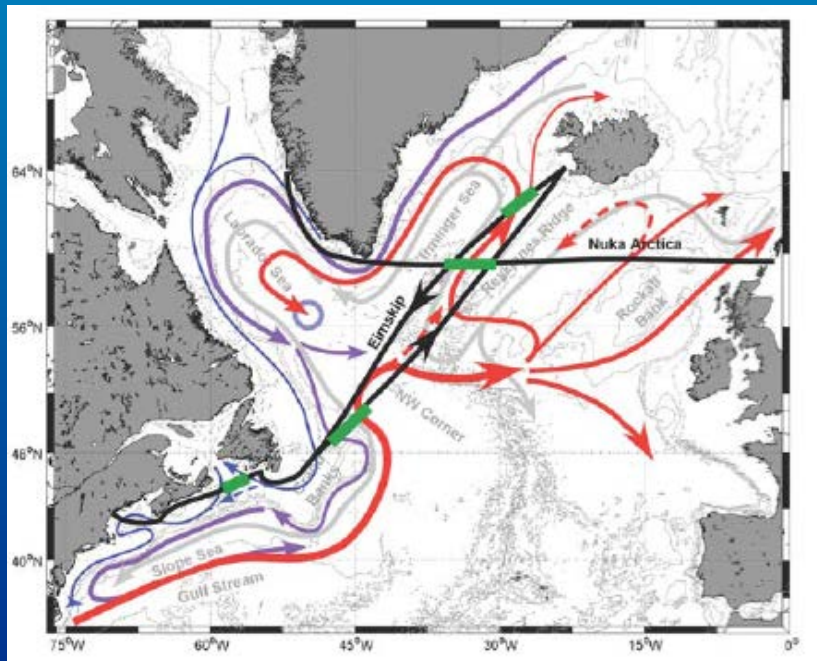 64°N
56°N
48°N
40°N
75°W
60°W
45°W
30°W
15°W
0°
Labrador Sea
Irminger Sea
Reykjanes Ridge
Nuka Arctica
Rockall
Bank
Eimskip
NW Corner
Banks
Slope Sea
Gulf Stream